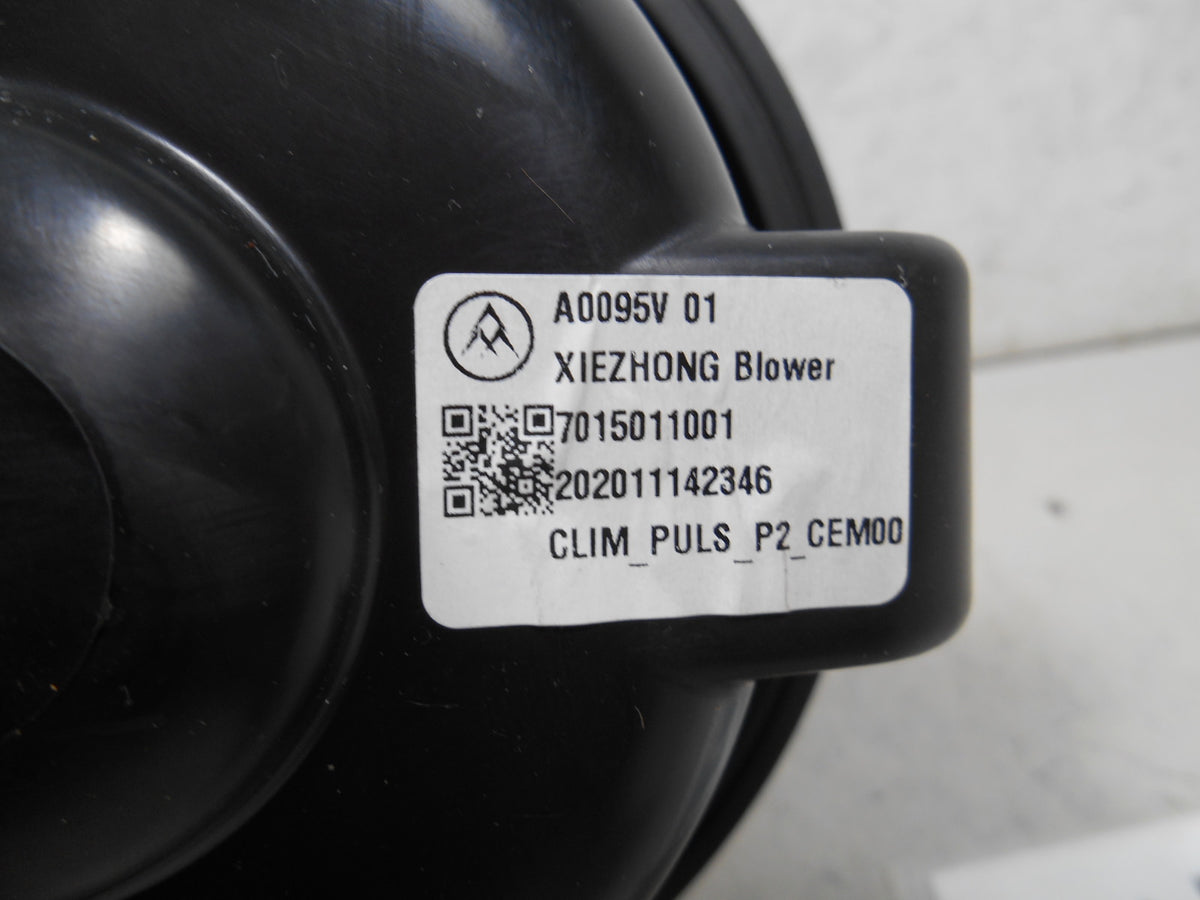 A0095V 01
XIEZHONG Blower
7015011001
202011142346
CLIM_PULS_P2_CEM00